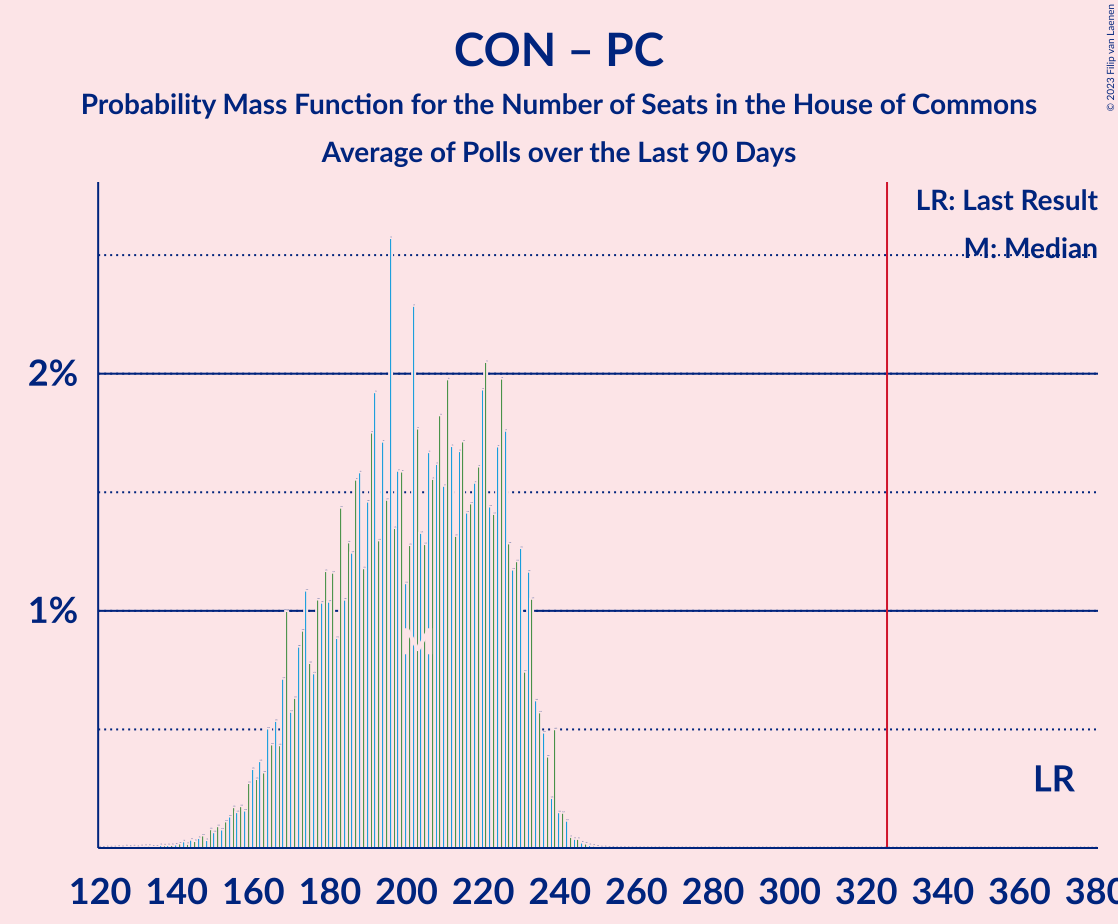 CON – PC
Probability Mass Function for the Number of Seats in the House of Commons
Average of Polls over the Last 90 Days
© 2023 Filip van Laenen
LR: Last Result
M: Median
2%
1%
M
LR
120 140 160 180 200 220 240 260 280 300 320 340 360 380